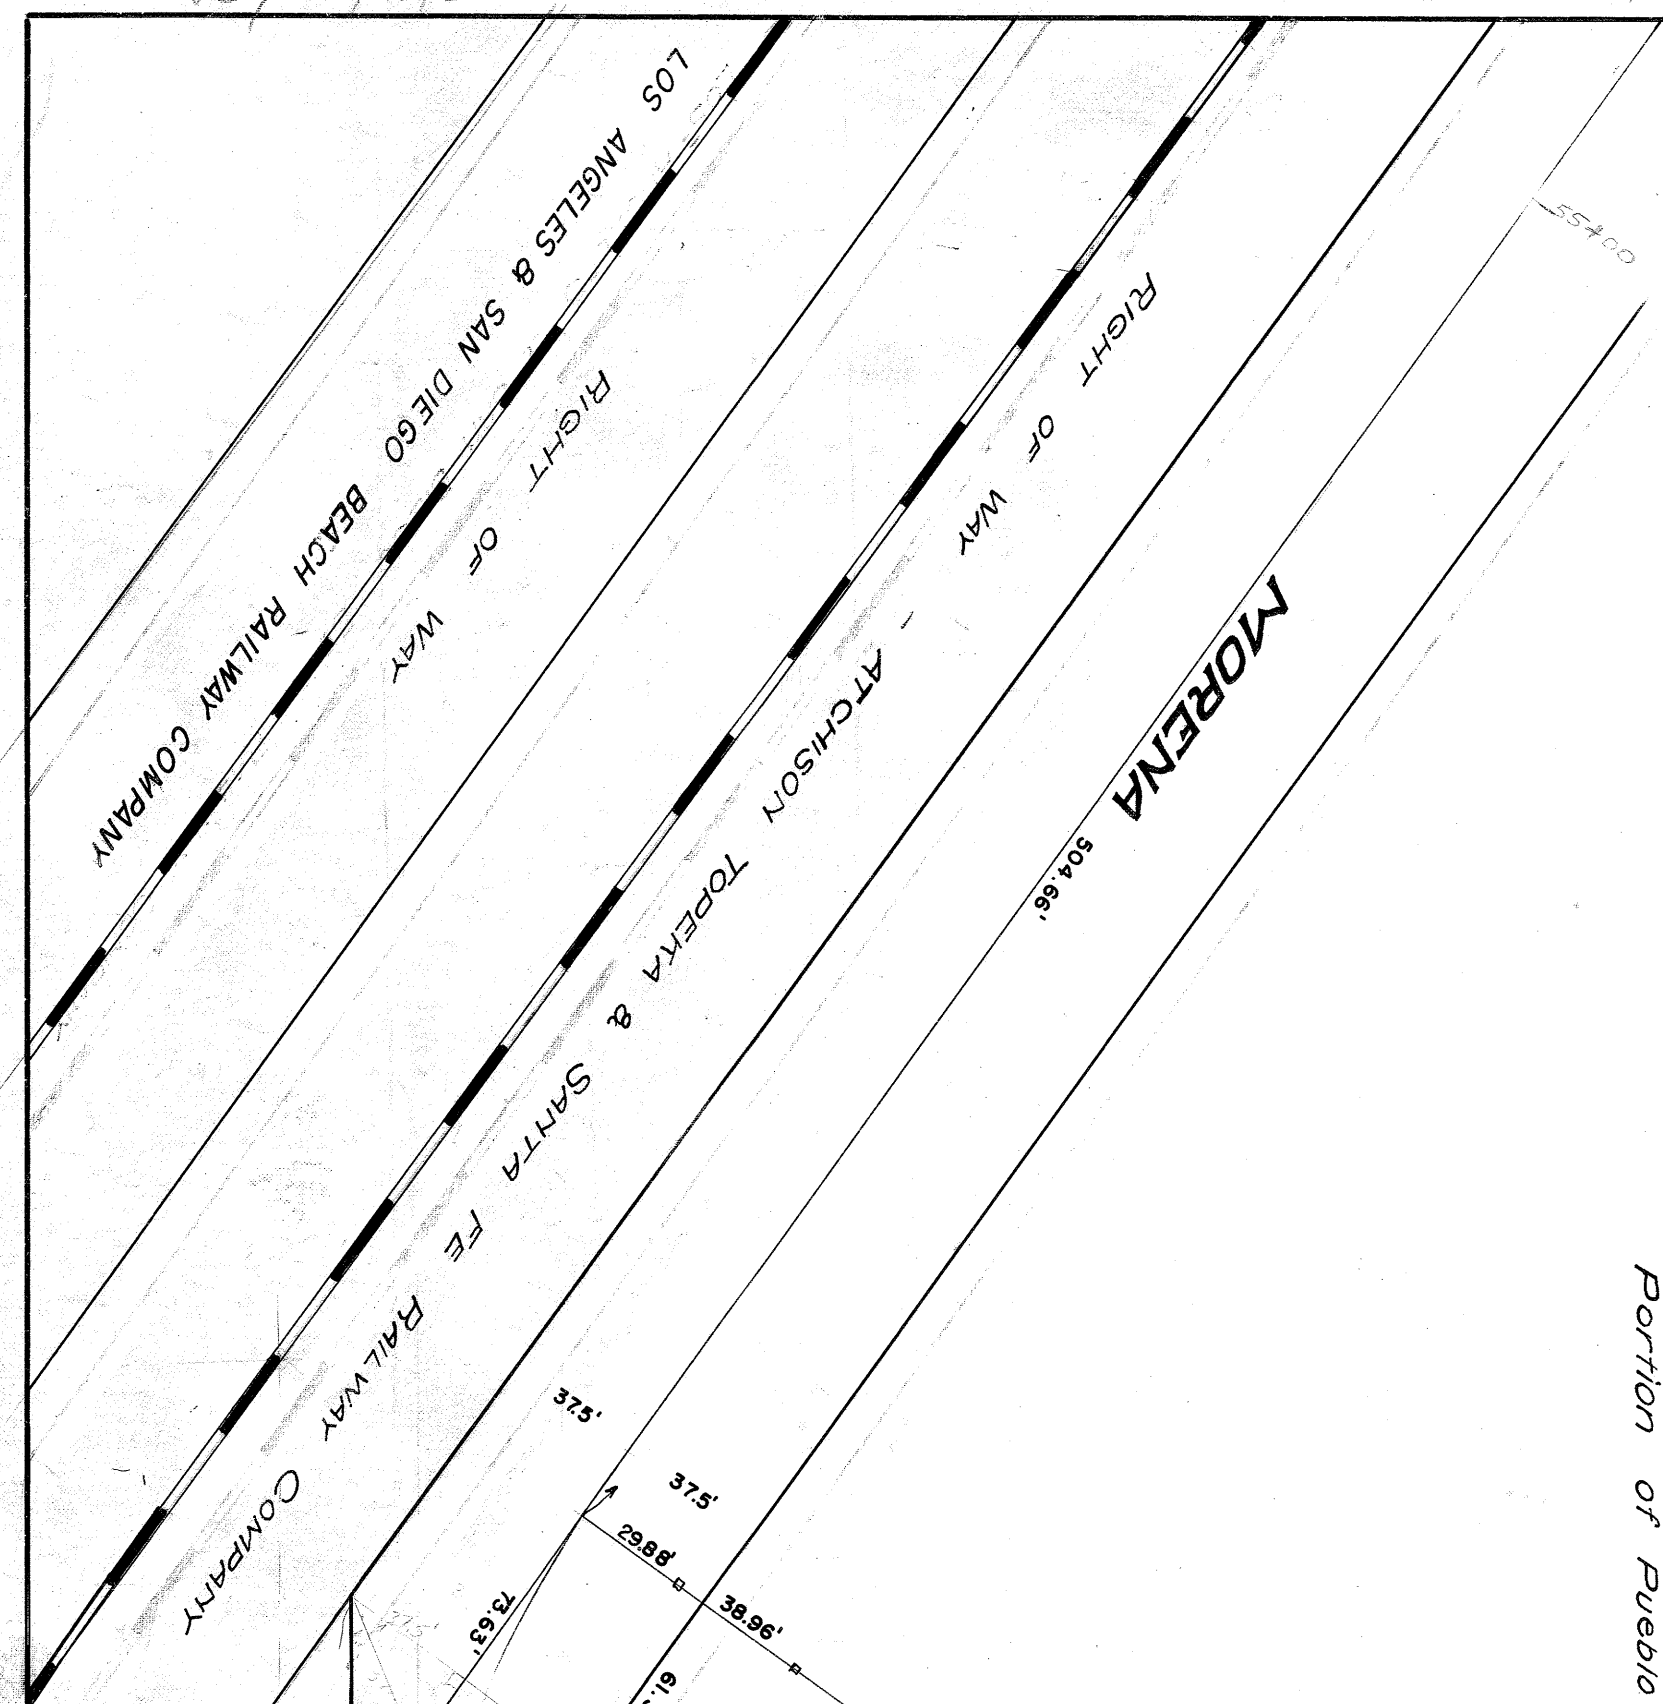 LOS ANGELES & SAN DIEGO BEACH RAILWAY COMPANY
RIGHT OF WAY
RIGHT OF WAY
ATCHISON TOPEKA & SANTA FE RAILWAY COMPANY
MORENA
504.66'
55+00
37.5'
37.5'
29.88'
38.96'
73.63'
61.
Portion of Pueblo